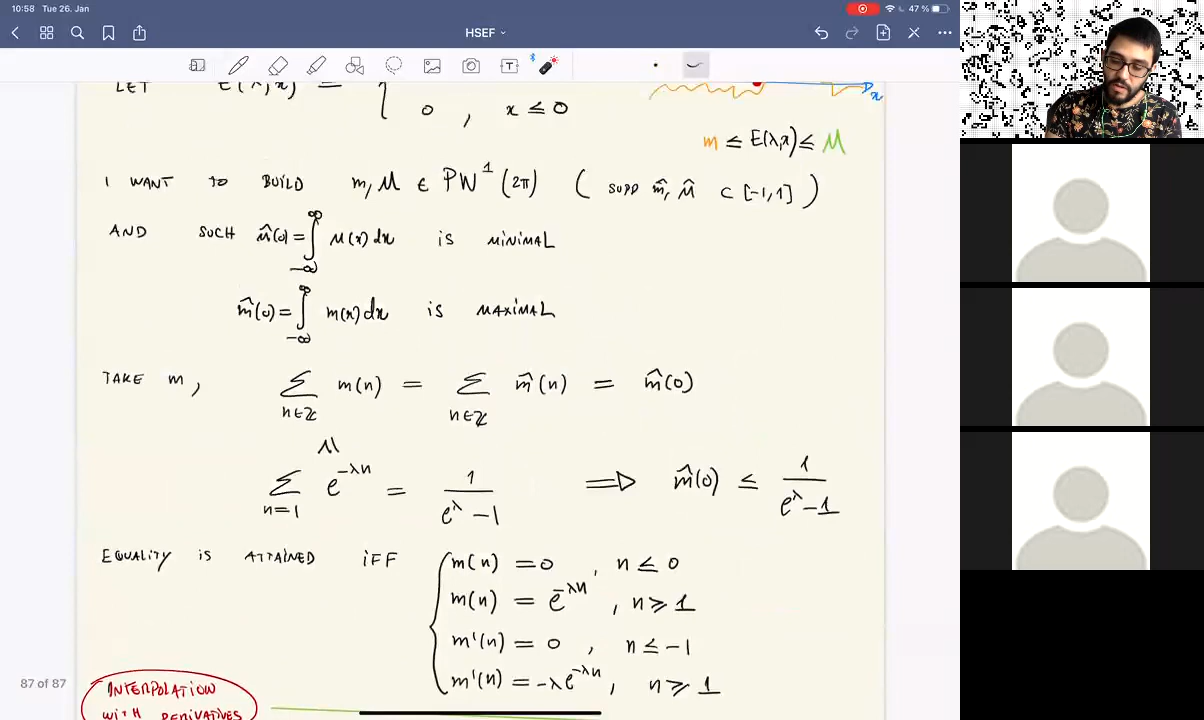 10:58 Tue 26. Jan
47 %
HSEF
LET E(λ,x) =
0 , x ≤ 0
x
m ≤ E(λ,x) ≤ M
I WANT TO BUILD m, M ∈ PW¹(2π) ( SUPP m̂, M̂ ⊂ [-1,1] )
AND SUCH M̂(0) = ∫_{-∞}^{∞} M(x) dx IS MINIMAL
m̂(0) = ∫_{-∞}^{∞} m(x) dx IS MAXIMAL
TAKE m, Σ_{n∈ℤ} m(n) = Σ_{n∈ℤ} m̂(n) = m̂(0)
Σ_{n=1} e^{-λn} = 1/(e^λ - 1) ⟹ m̂(0) ≤ 1/(e^λ - 1)
EQUALITY IS ATTAINED IFF
m(n) = 0 , n ≤ 0
m(n) = e^{-λn} , n ≥ 1
m'(n) = 0 , n ≤ -1
m'(n) = -λe^{-λn} , n ≥ 1
87 of 87
INTERPOLATION
WITH DERIVATIVES